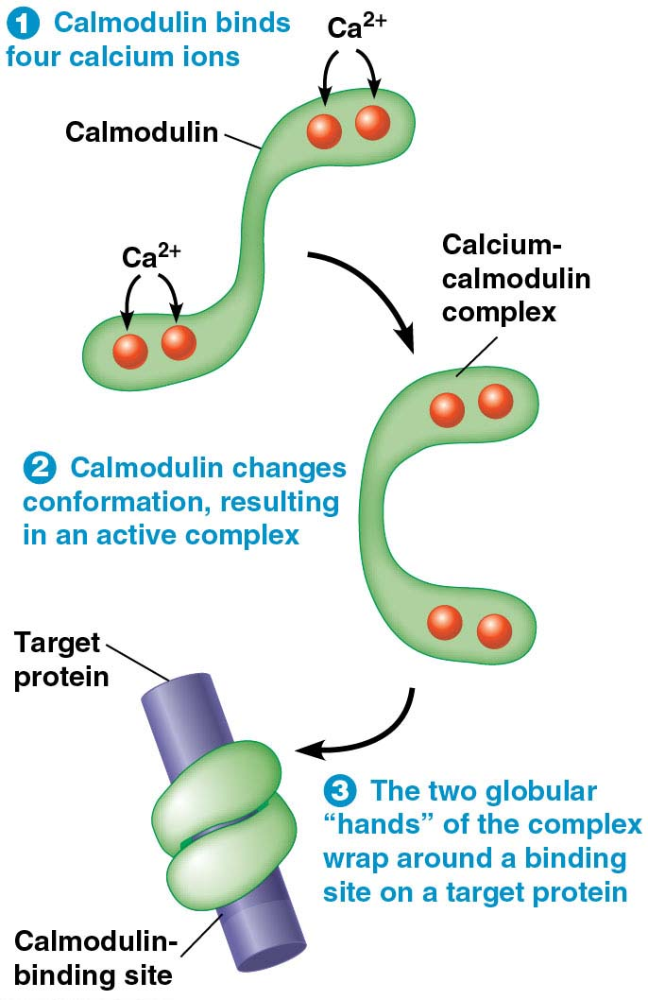 1 Calmodulin binds
four calcium ions
Ca2+
Calmodulin
Ca2+
Calcium-
calmodulin
complex
2 Calmodulin changes
conformation, resulting
in an active complex
Target
protein
3 The two globular
“hands” of the complex
wrap around a binding
site on a target protein
Calmodulin-
binding site